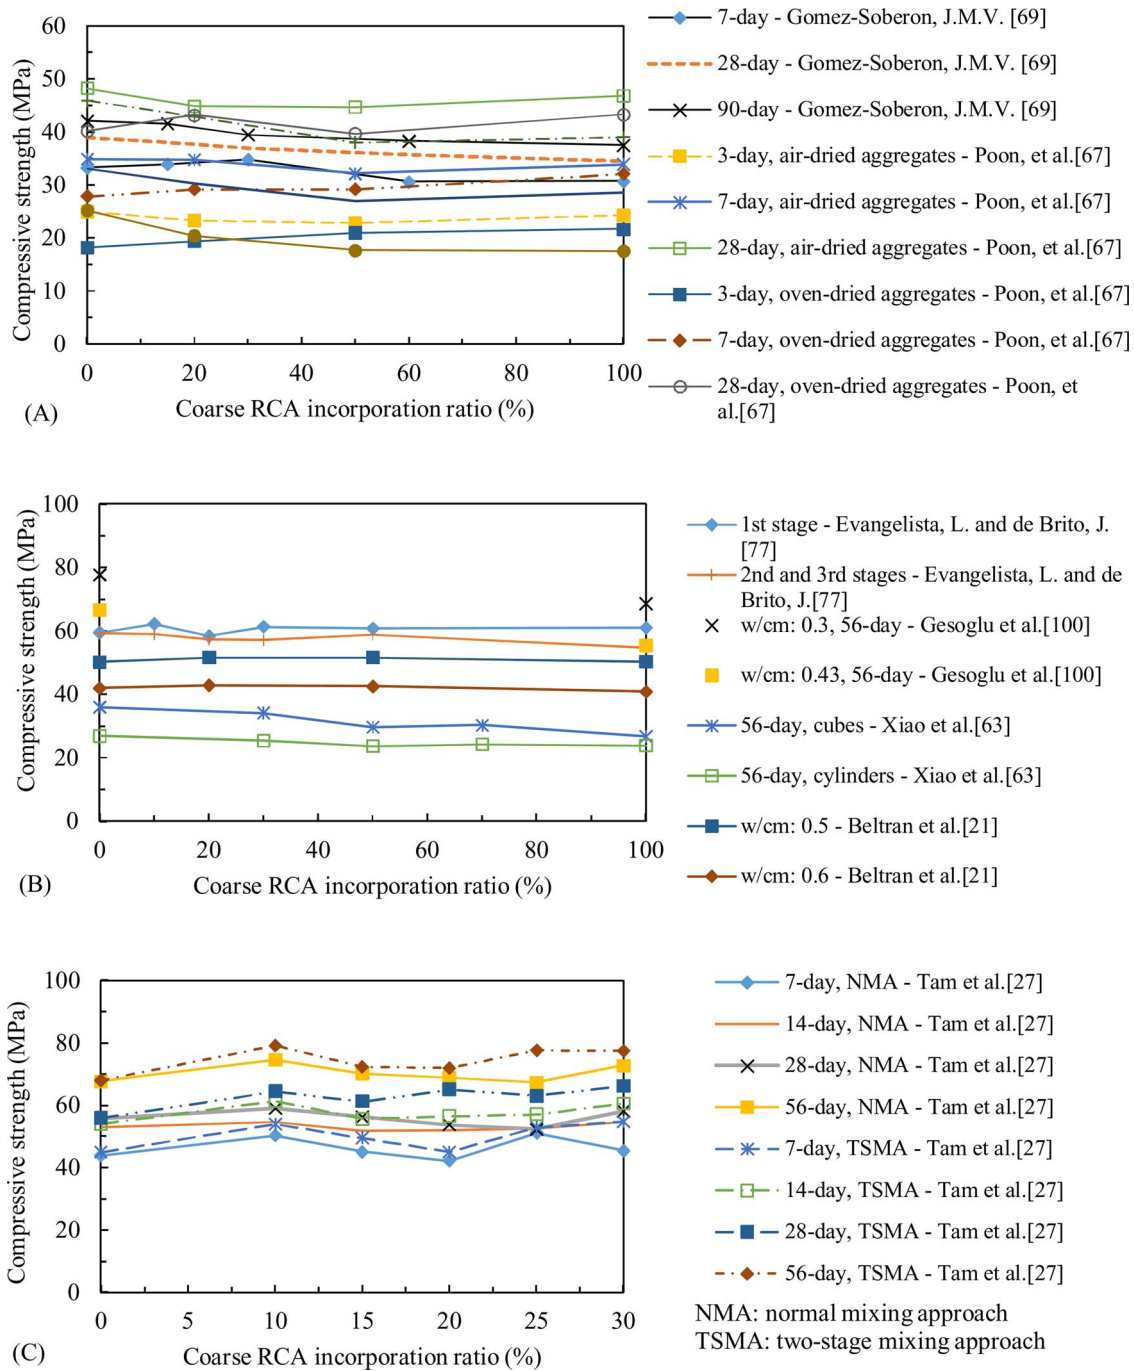 60
50
40
30
20
10
0
Compressive strength (MPa)
0 20 40 60 80 100
Coarse RCA incorporation ratio (%)
(A)
7-day - Gomez-Soberon, J.M.V. [69]
28-day - Gomez-Soberon, J.M.V. [69]
90-day - Gomez-Soberon, J.M.V. [69]
3-day, air-dried aggregates - Poon, et al.[67]
7-day, air-dried aggregates - Poon, et al.[67]
28-day, air-dried aggregates - Poon, et al.[67]
3-day, oven-dried aggregates - Poon, et al.[67]
7-day, oven-dried aggregates - Poon, et al.[67]
28-day, oven-dried aggregates - Poon, et
al.[67]
100
80
60
40
20
0
Compressive strength (MPa)
0 20 40 60 80 100
Coarse RCA incorporation ratio (%)
(B)
1st stage - Evangelista, L. and de Brito, J.
[77]
2nd and 3rd stages - Evangelista, L. and de
Brito, J.[77]
w/cm: 0.3, 56-day - Gesoglu et al.[100]
w/cm: 0.43, 56-day - Gesoglu et al.[100]
56-day, cubes - Xiao et al.[63]
56-day, cylinders - Xiao et al.[63]
w/cm: 0.5 - Beltran et al.[21]
w/cm: 0.6 - Beltran et al.[21]
100
80
60
40
20
0
Compressive strength (MPa)
0 5 10 15 20 25 30
Coarse RCA incorporation ratio (%)
(C)
7-day, NMA - Tam et al.[27]
14-day, NMA - Tam et al.[27]
28-day, NMA - Tam et al.[27]
56-day, NMA - Tam et al.[27]
7-day, TSMA - Tam et al.[27]
14-day, TSMA - Tam et al.[27]
28-day, TSMA - Tam et al.[27]
56-day, TSMA - Tam et al.[27]
NMA: normal mixing approach
TSMA: two-stage mixing approach